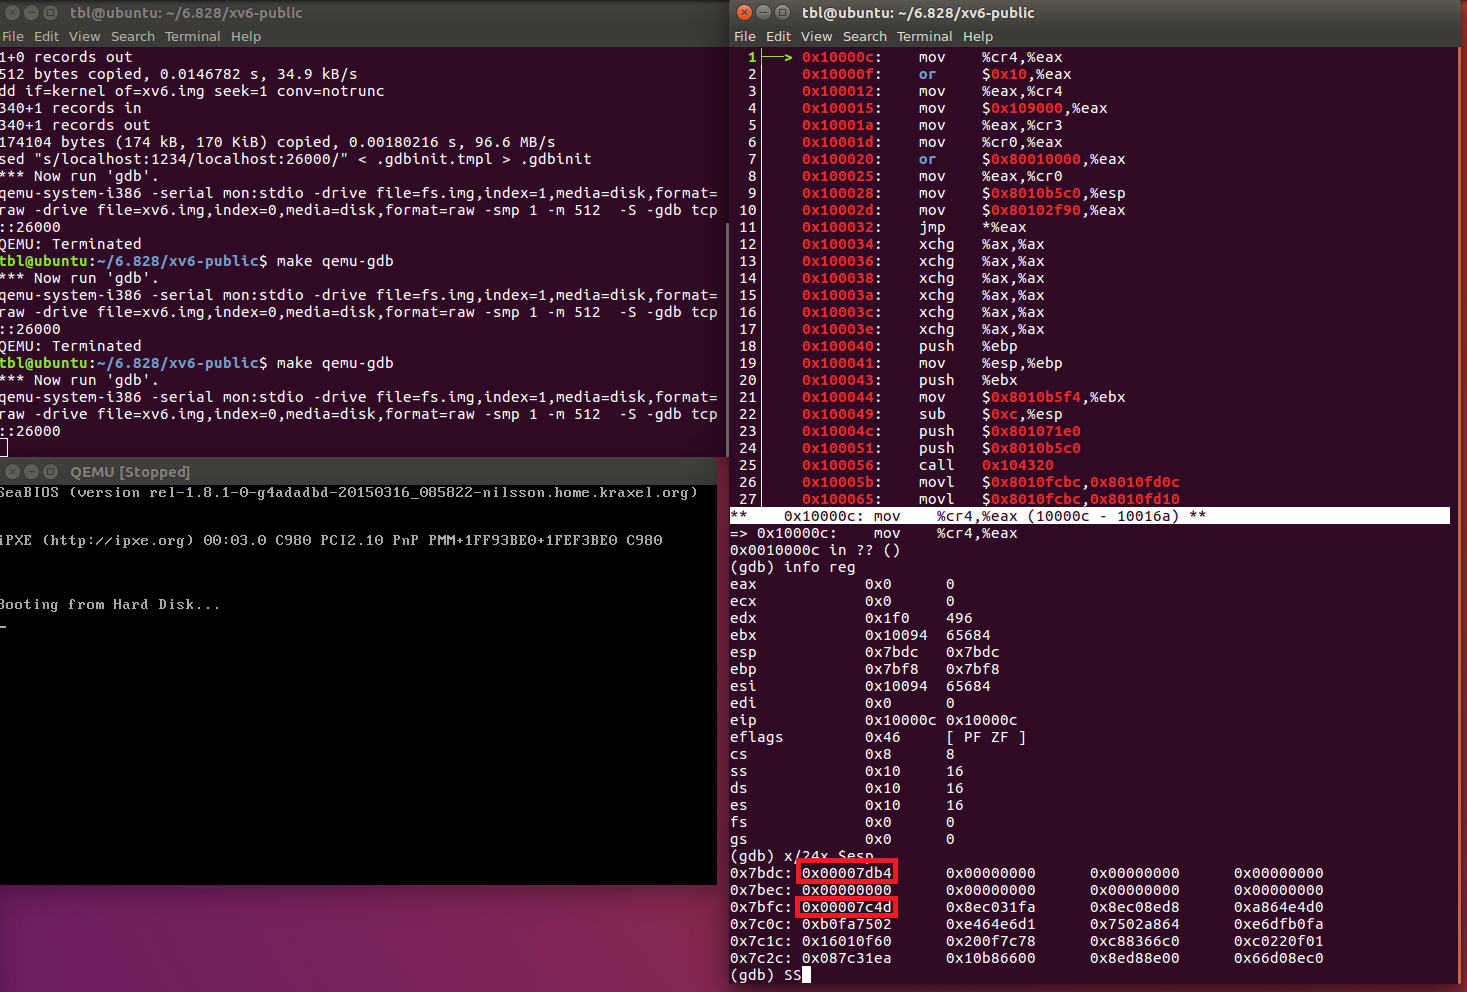 tbl@ubuntu: ~/6.828/xv6-public
File Edit View Search Terminal Help
1+0 records out
512 bytes copied, 0.0146782 s, 34.9 kB/s
dd if=kernel of=xv6.img seek=1 conv=notrunc
340+1 records in
340+1 records out
174104 bytes (174 kB, 170 KiB) copied, 0.00180216 s, 96.6 MB/s
sed "s/localhost:1234/localhost:26000/" < .gdbinit.tmpl > .gdbinit
*** Now run 'gdb'.
qemu-system-i386 -serial mon:stdio -drive file=fs.img,index=1,media=disk,format=
raw -drive file=xv6.img,index=0,media=disk,format=raw -smp 1 -m 512  -S -gdb tcp
::26000
QEMU: Terminated
tbl@ubuntu:~/6.828/xv6-public$ make qemu-gdb
*** Now run 'gdb'.
qemu-system-i386 -serial mon:stdio -drive file=fs.img,index=1,media=disk,format=
raw -drive file=xv6.img,index=0,media=disk,format=raw -smp 1 -m 512  -S -gdb tcp
::26000
QEMU: Terminated
tbl@ubuntu:~/6.828/xv6-public$ make qemu-gdb
*** Now run 'gdb'.
qemu-system-i386 -serial mon:stdio -drive file=fs.img,index=1,media=disk,format=
raw -drive file=xv6.img,index=0,media=disk,format=raw -smp 1 -m 512  -S -gdb tcp
::26000
QEMU [Stopped]
SeaBIOS (version rel-1.8.1-0-g4adadbd-20150316_085822-nilsson.home.kraxel.org)
iPXE (http://ipxe.org) 00:03.0 C980 PCI2.10 PnP PMM+1FF93BE0+1FEF3BE0 C980
Booting from Hard Disk...
tbl@ubuntu: ~/6.828/xv6-public
File Edit View Search Terminal Help
1 ──> 0x10000c: mov %cr4,%eax
2 0x10000f: or $0x10,%eax
3 0x100012: mov %eax,%cr4
4 0x100015: mov $0x109000,%eax
5 0x10001a: mov %eax,%cr3
6 0x10001d: mov %cr0,%eax
7 0x100020: or $0x80010000,%eax
8 0x100025: mov %eax,%cr0
9 0x100028: mov $0x8010b5c0,%esp
10 0x10002d: mov $0x80102f90,%eax
11 0x100032: jmp *%eax
12 0x100034: xchg %ax,%ax
13 0x100036: xchg %ax,%ax
14 0x100038: xchg %ax,%ax
15 0x10003a: xchg %ax,%ax
16 0x10003c: xchg %ax,%ax
17 0x10003e: xchg %ax,%ax
18 0x100040: push %ebp
19 0x100041: mov %esp,%ebp
20 0x100043: push %ebx
21 0x100044: mov $0x8010b5f4,%ebx
22 0x100049: sub $0xc,%esp
23 0x10004c: push $0x801071e0
24 0x100051: push $0x8010b5c0
25 0x100056: call 0x104320
26 0x10005b: movl $0x8010fcbc,0x8010fd0c
27 0x100065: movl $0x8010fcbc,0x8010fd10
** 0x10000c: mov %cr4,%eax (10000c - 10016a) **
=> 0x10000c: mov %cr4,%eax
0x0010000c in ?? ()
(gdb) info reg
eax 0x0 0
ecx 0x0 0
edx 0x1f0 496
ebx 0x10094 65684
esp 0x7bdc 0x7bdc
ebp 0x7bf8 0x7bf8
esi 0x10094 65684
edi 0x0 0
eip 0x10000c 0x10000c
eflags 0x46 [ PF ZF ]
cs 0x8 8
ss 0x10 16
ds 0x10 16
es 0x10 16
fs 0x0 0
gs 0x0 0
(gdb) x/24x $esp
0x7bdc: 0x00007db4 0x00000000 0x00000000 0x00000000
0x7bec: 0x00000000 0x00000000 0x00000000 0x00000000
0x7bfc: 0x00007c4d 0x8ec031fa 0x8ec08ed8 0xa864e4d0
0x7c0c: 0xb0fa7502 0xe464e6d1 0x7502a864 0xe6dfb0fa
0x7c1c: 0x16010f60 0x200f7c78 0xc88366c0 0xc0220f01
0x7c2c: 0x087c31ea 0x10b86600 0x8ed88e00 0x66d08ec0
(gdb) SS